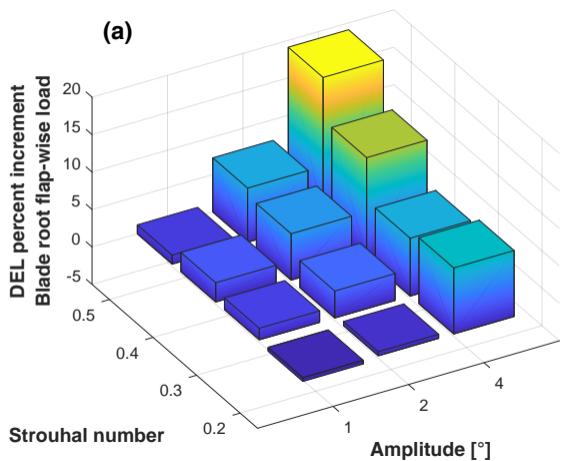 (a)
DEL percent increment
Blade root flap-wise load
20
15
10
5
0
-5
0.5
0.4
0.3
0.2
Strouhal number
1
2
4
Amplitude [°]